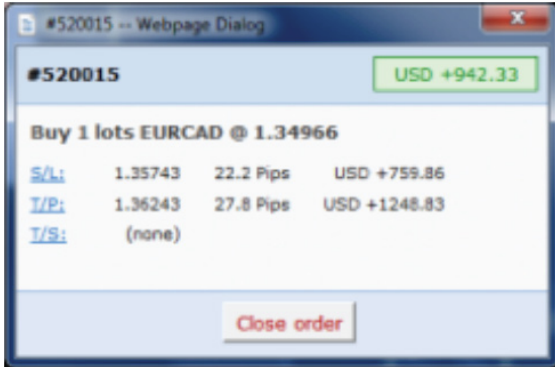 #520015 -- Webpage Dialog
#520015 USD +942.33
Buy 1 lots EURCAD @ 1.34966
S/L: 1.35743 22.2 Pips USD +759.86
T/P: 1.36243 27.8 Pips USD +1248.83
T/S: (none)
Close order